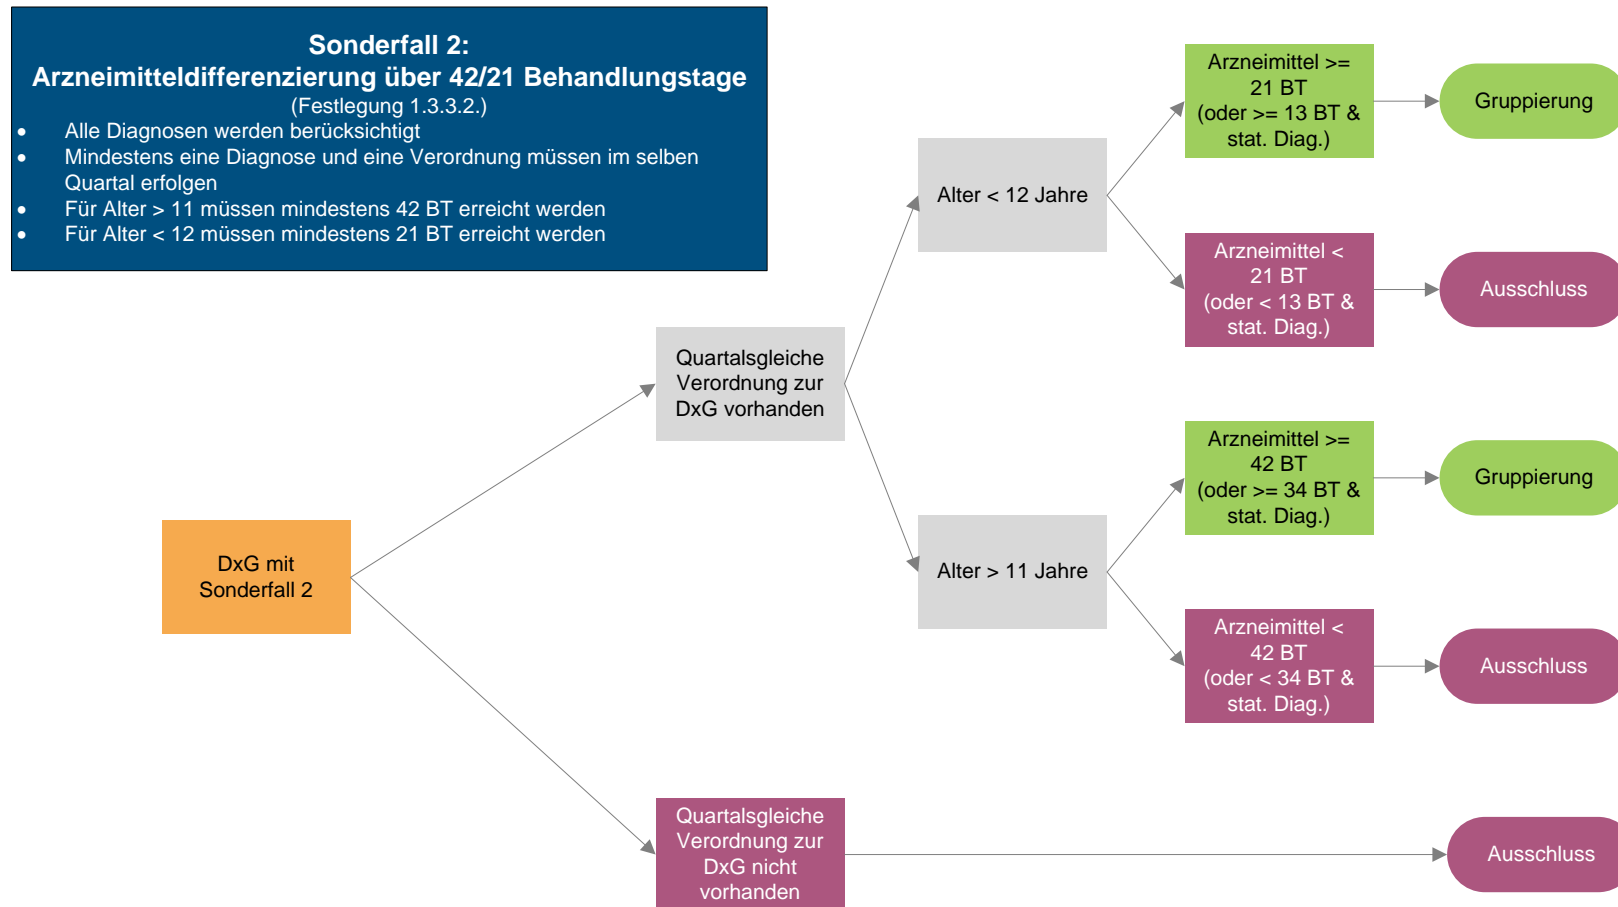 Sonderfall 2:
Arzneimitteldifferenzierung über 42/21 Behandlungstage
(Festlegung 1.3.3.2.)
• Alle Diagnosen werden berücksichtigt
• Mindestens eine Diagnose und eine Verordnung müssen im selben
Quartal erfolgen
• Für Alter > 11 müssen mindestens 42 BT erreicht werden
• Für Alter < 12 müssen mindestens 21 BT erreicht werden
DxG mit
Sonderfall 2
Quartalsgleiche
Verordnung zur
DxG vorhanden
Alter < 12 Jahre
Arzneimittel >=
21 BT
(oder >= 13 BT &
stat. Diag.)
Gruppierung
Arzneimittel <
21 BT
(oder < 13 BT &
stat. Diag.)
Ausschluss
Alter > 11 Jahre
Arzneimittel >=
42 BT
(oder >= 34 BT &
stat. Diag.)
Gruppierung
Arzneimittel <
42 BT
(oder < 34 BT &
stat. Diag.)
Ausschluss
Quartalsgleiche
Verordnung zur
DxG nicht
vorhanden
Ausschluss